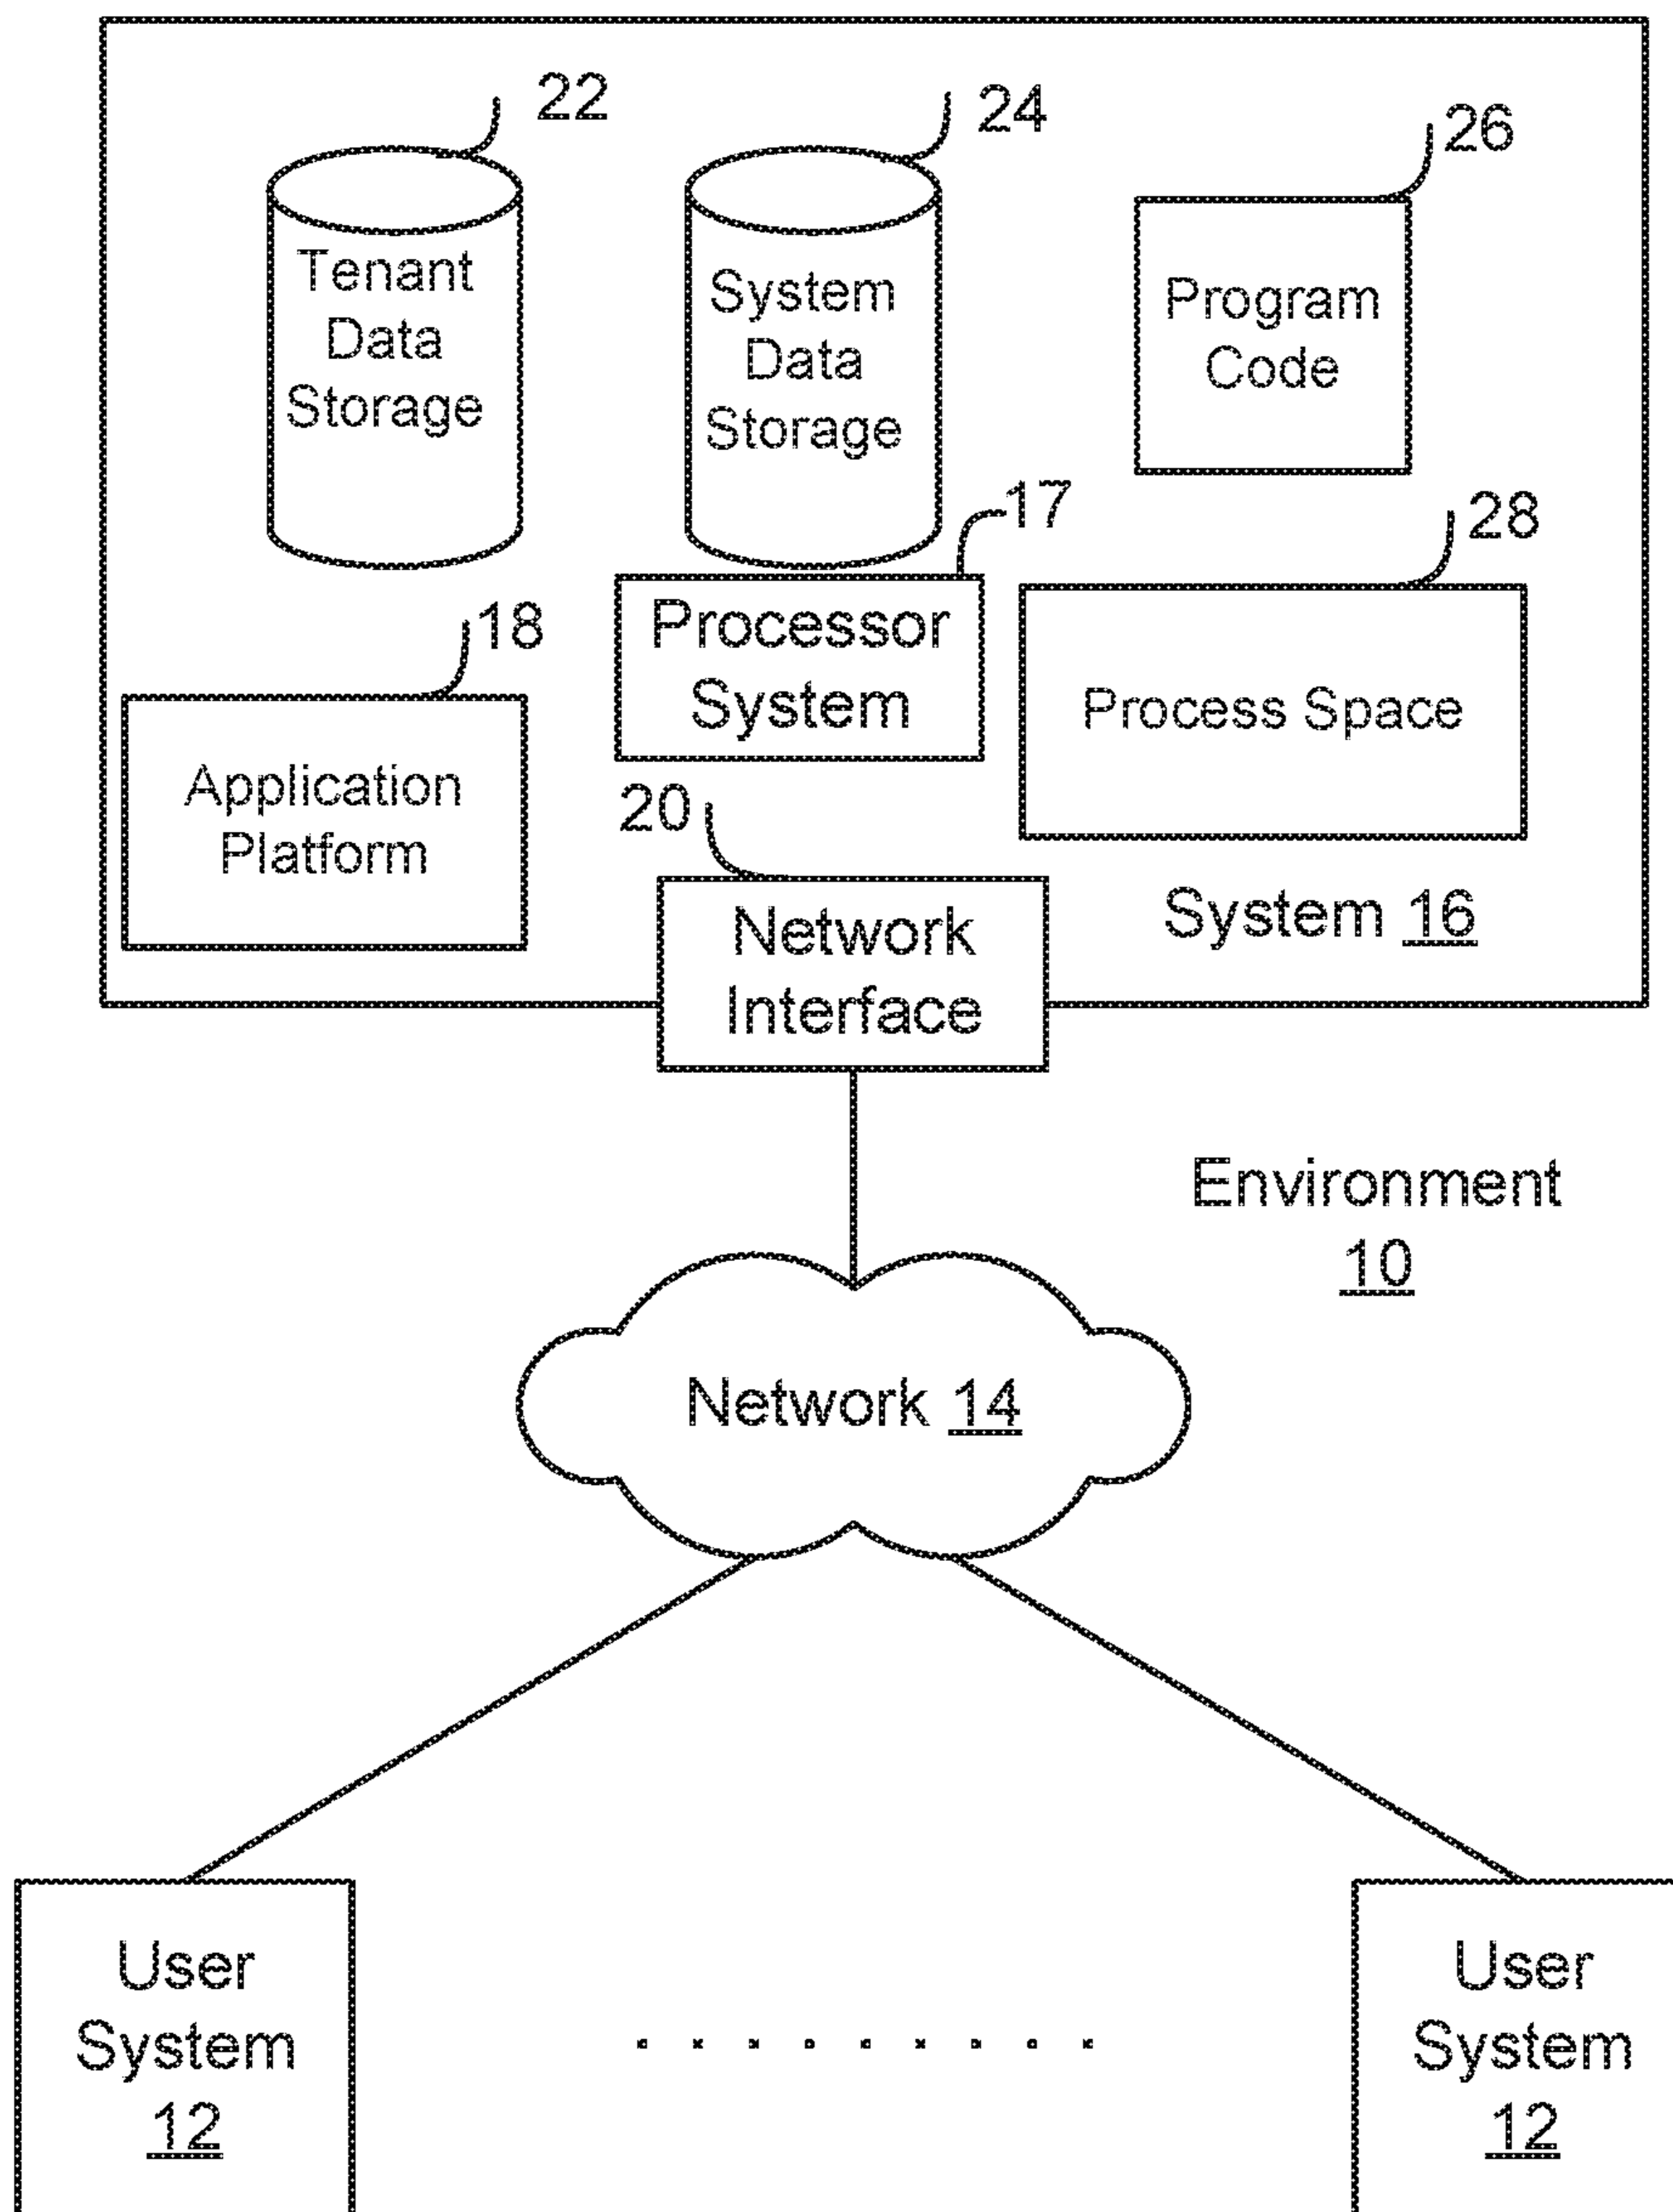 22
24
26
Tenant
Data
Storage
System
Data
Storage
Program
Code
17
28
18
Processor
System
Process Space
Application
Platform
20
System 16
Network
Interface
Environment
10
Network 14
User
System
12
. . . . . . . . .
User
System
12